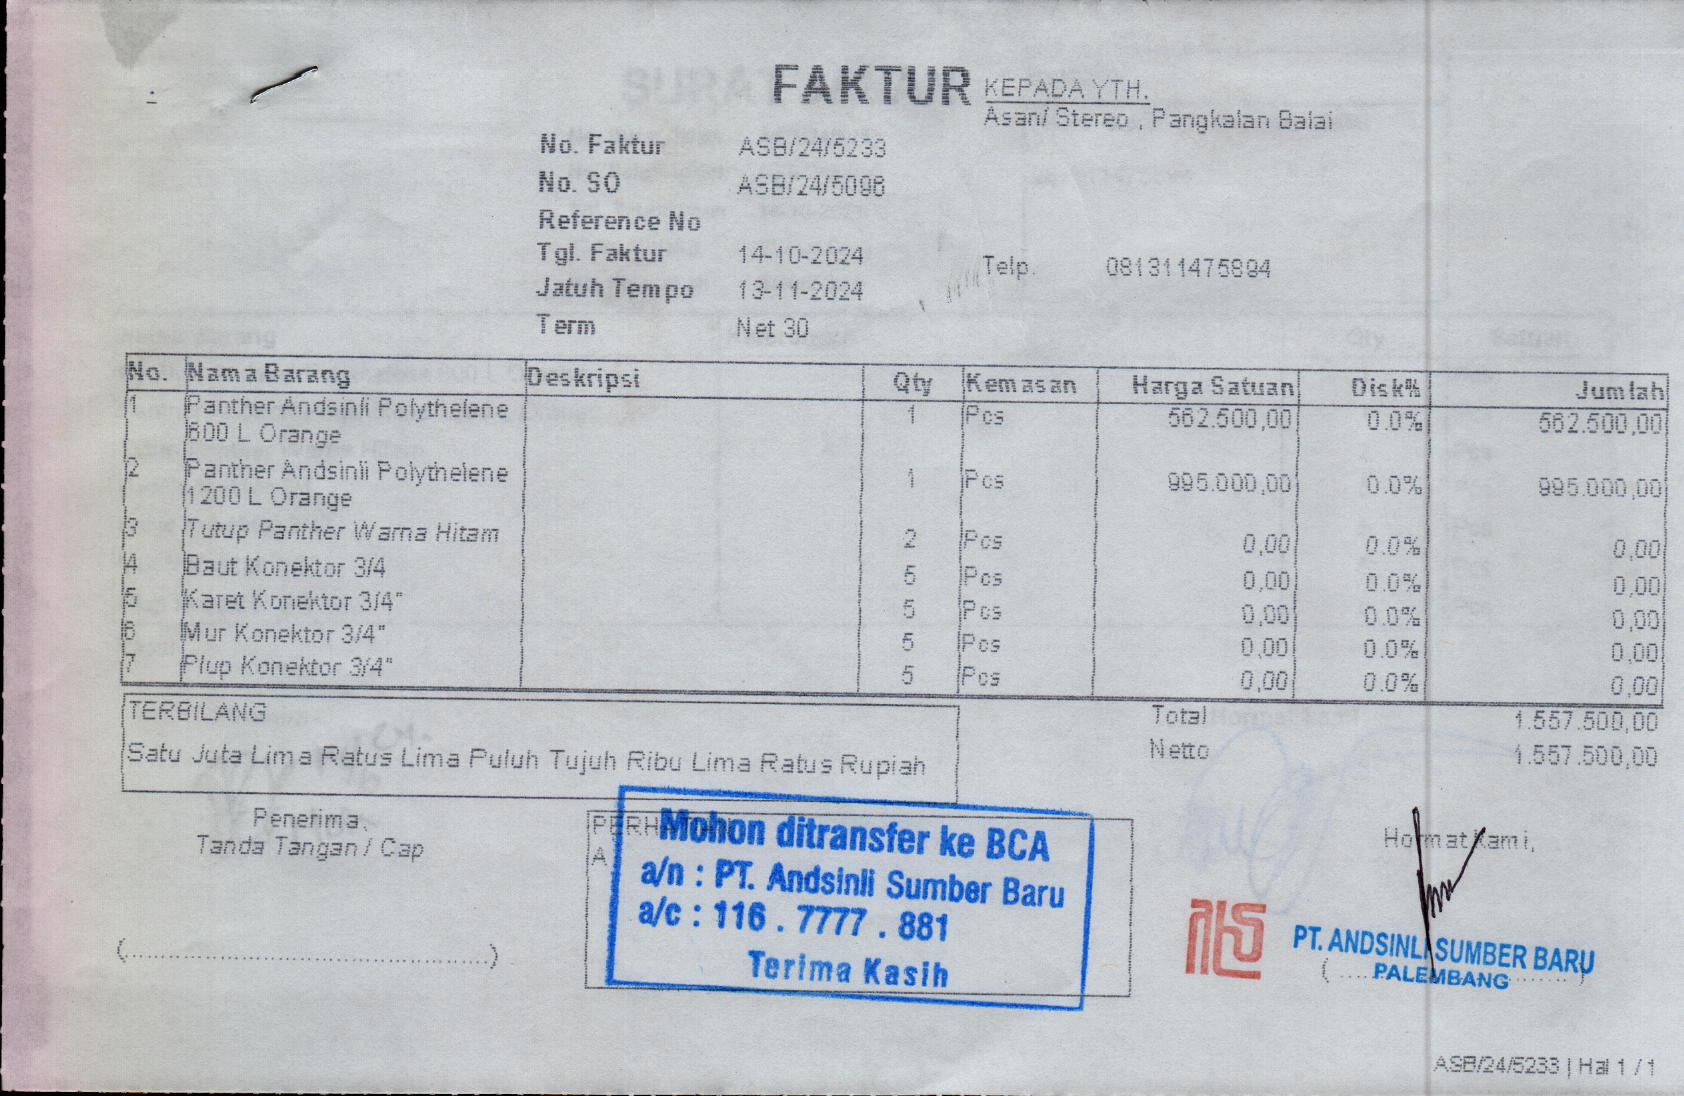 FAKTUR
KEPADA YTH.
Asan/ Stereo , Pangkalan Balai
No. Faktur ASB/24/5233
No. SO ASB/24/5096
Reference No
Tgl. Faktur 14-10-2024
Telp. 081311475894
Jatuh Tempo 13-11-2024
Term Net 30
No. Nama Barang Deskripsi Qty Kemasan Harga Satuan Disk% Jumlah
1 Panther Andsinli Polythelene 1 Pcs 562.500,00 0.0% 562.500,00
600 L Orange
2 Panther Andsinli Polythelene 1 Pcs 995.000,00 0.0% 995.000,00
1200 L Orange
3 Tutup Panther Warna Hitam 2 Pcs 0,00 0.0% 0,00
4 Baut Konektor 3/4 5 Pcs 0,00 0.0% 0,00
5 Karet Konektor 3/4" 5 Pcs 0,00 0.0% 0,00
6 Mur Konektor 3/4" 5 Pcs 0,00 0.0% 0,00
7 Plup Konektor 3/4" 5 Pcs 0,00 0.0% 0,00
TERBILANG
Satu Juta Lima Ratus Lima Puluh Tujuh Ribu Lima Ratus Rupiah
Total 1.557.500,00
Netto 1.557.500,00
Penerima,
Tanda Tangan / Cap
(........................................)
Mohon ditransfer ke BCA
a/n : PT. Andsinli Sumber Baru
a/c : 116 . 7777 . 881
Terima Kasih
Hormat Kami,
PT. ANDSINLI SUMBER BARU
PALEMBANG
ASB/24/5233 | Hal 1 / 1